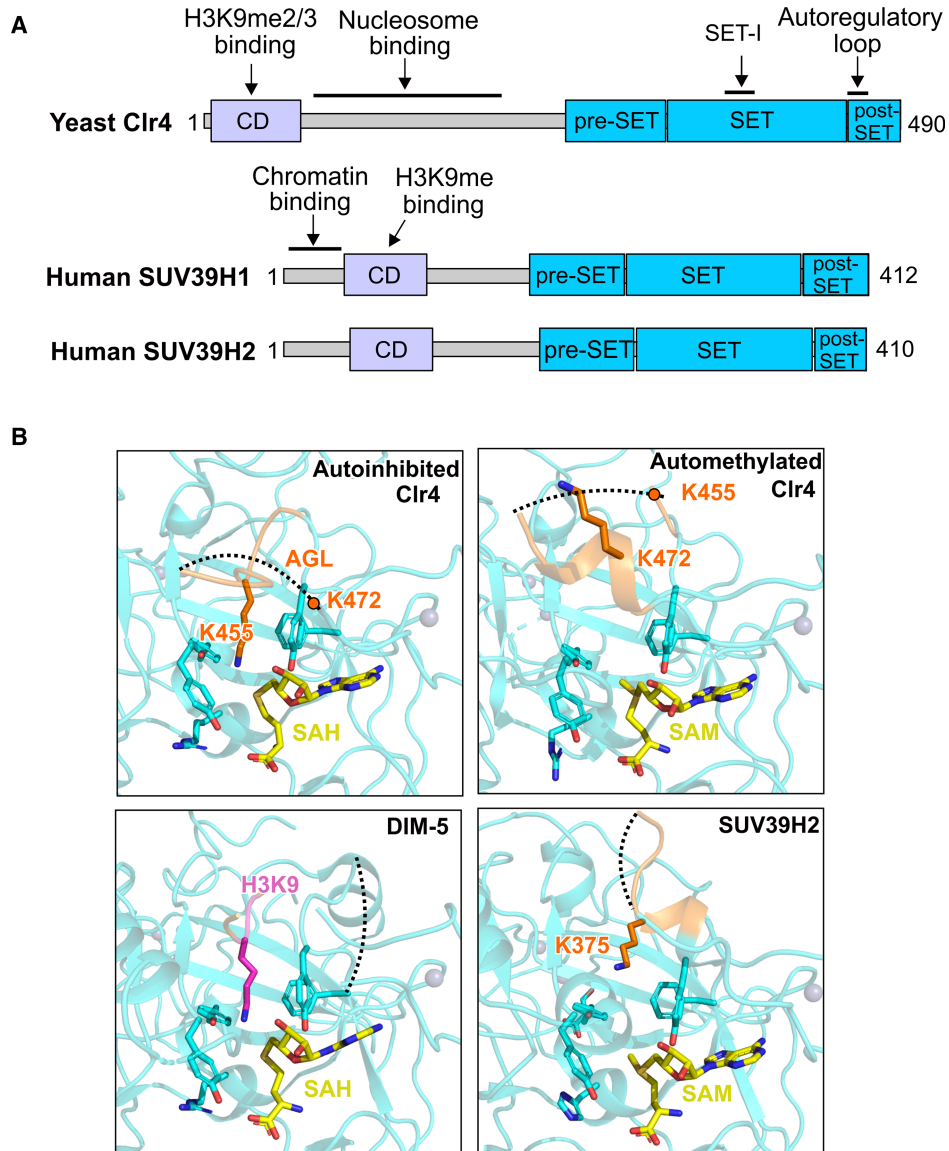 A
H3K9me2/3
binding
Nucleosome
binding
SET-I
Autoregulatory
loop
Yeast Clr4 1 CD pre-SET SET post-
SET 490
Chromatin
binding
H3K9me
binding
Human SUV39H1 1 CD pre-SET SET post-
SET 412
Human SUV39H2 1 CD pre-SET SET post-
SET 410
B
Autoinhibited
Clr4
AGL
K472
K455
SAH
Automethylated
Clr4
K455
K472
SAM
DIM-5
H3K9
SAH
SUV39H2
K375
SAM